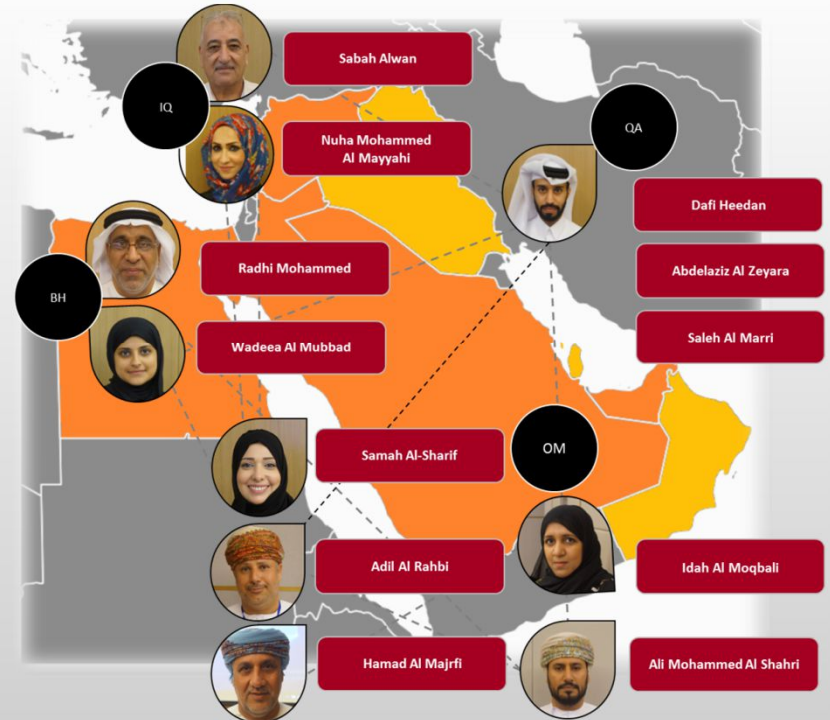 Sabah Alwan
IQ
Nuha Mohammed
Al Mayyahi
QA
Dafi Heedan
Radhi Mohammed
Abdelaziz Al Zeyara
BH
Wadeea Al Mubbad
Saleh Al Marri
Samah Al-Sharif
OM
Adil Al Rahbi
Idah Al Moqbali
Hamad Al Majrfi
Ali Mohammed Al Shahri